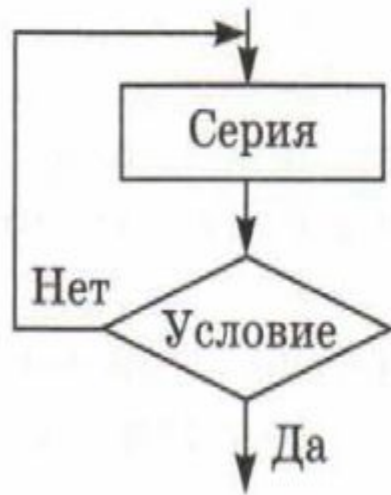 Серия
Нет
Условие
Да